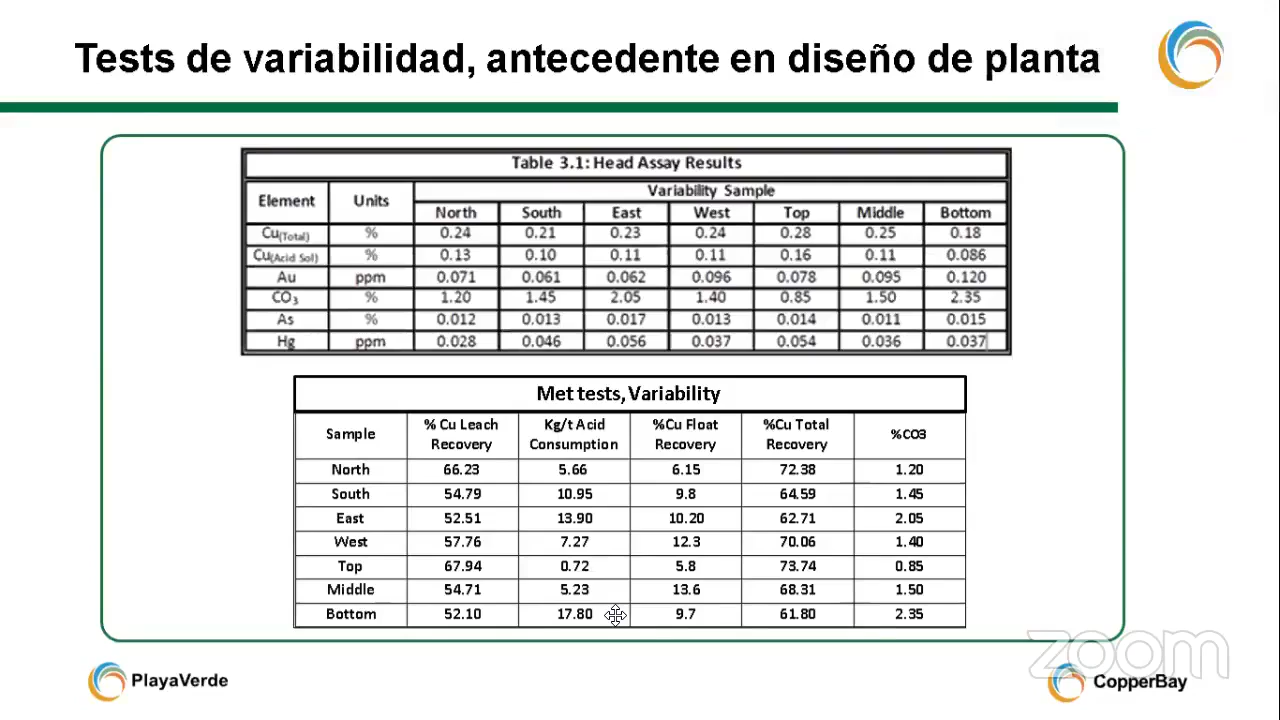 Tests de variabilidad, antecedente en diseño de planta
Table 3.1: Head Assay Results
Element Units Variability Sample
North South East West Top Middle Bottom
Cu(Total) % 0.24 0.21 0.23 0.24 0.28 0.25 0.18
Cu(Acid Sol) % 0.13 0.10 0.11 0.11 0.16 0.11 0.086
Au ppm 0.071 0.061 0.062 0.096 0.078 0.095 0.120
CO3 % 1.20 1.45 2.05 1.40 0.85 1.50 2.35
As % 0.012 0.013 0.017 0.013 0.014 0.011 0.015
Hg ppm 0.028 0.046 0.056 0.037 0.054 0.036 0.037
Met tests, Variability
Sample % Cu Leach Recovery Kg/t Acid Consumption %Cu Float Recovery %Cu Total Recovery %CO3
North 66.23 5.66 6.15 72.38 1.20
South 54.79 10.95 9.8 64.59 1.45
East 52.51 13.90 10.20 62.71 2.05
West 57.76 7.27 12.3 70.06 1.40
Top 67.94 0.72 5.8 73.74 0.85
Middle 54.71 5.23 13.6 68.31 1.50
Bottom 52.10 17.80 9.7 61.80 2.35
zoom
PlayaVerde
CopperBay